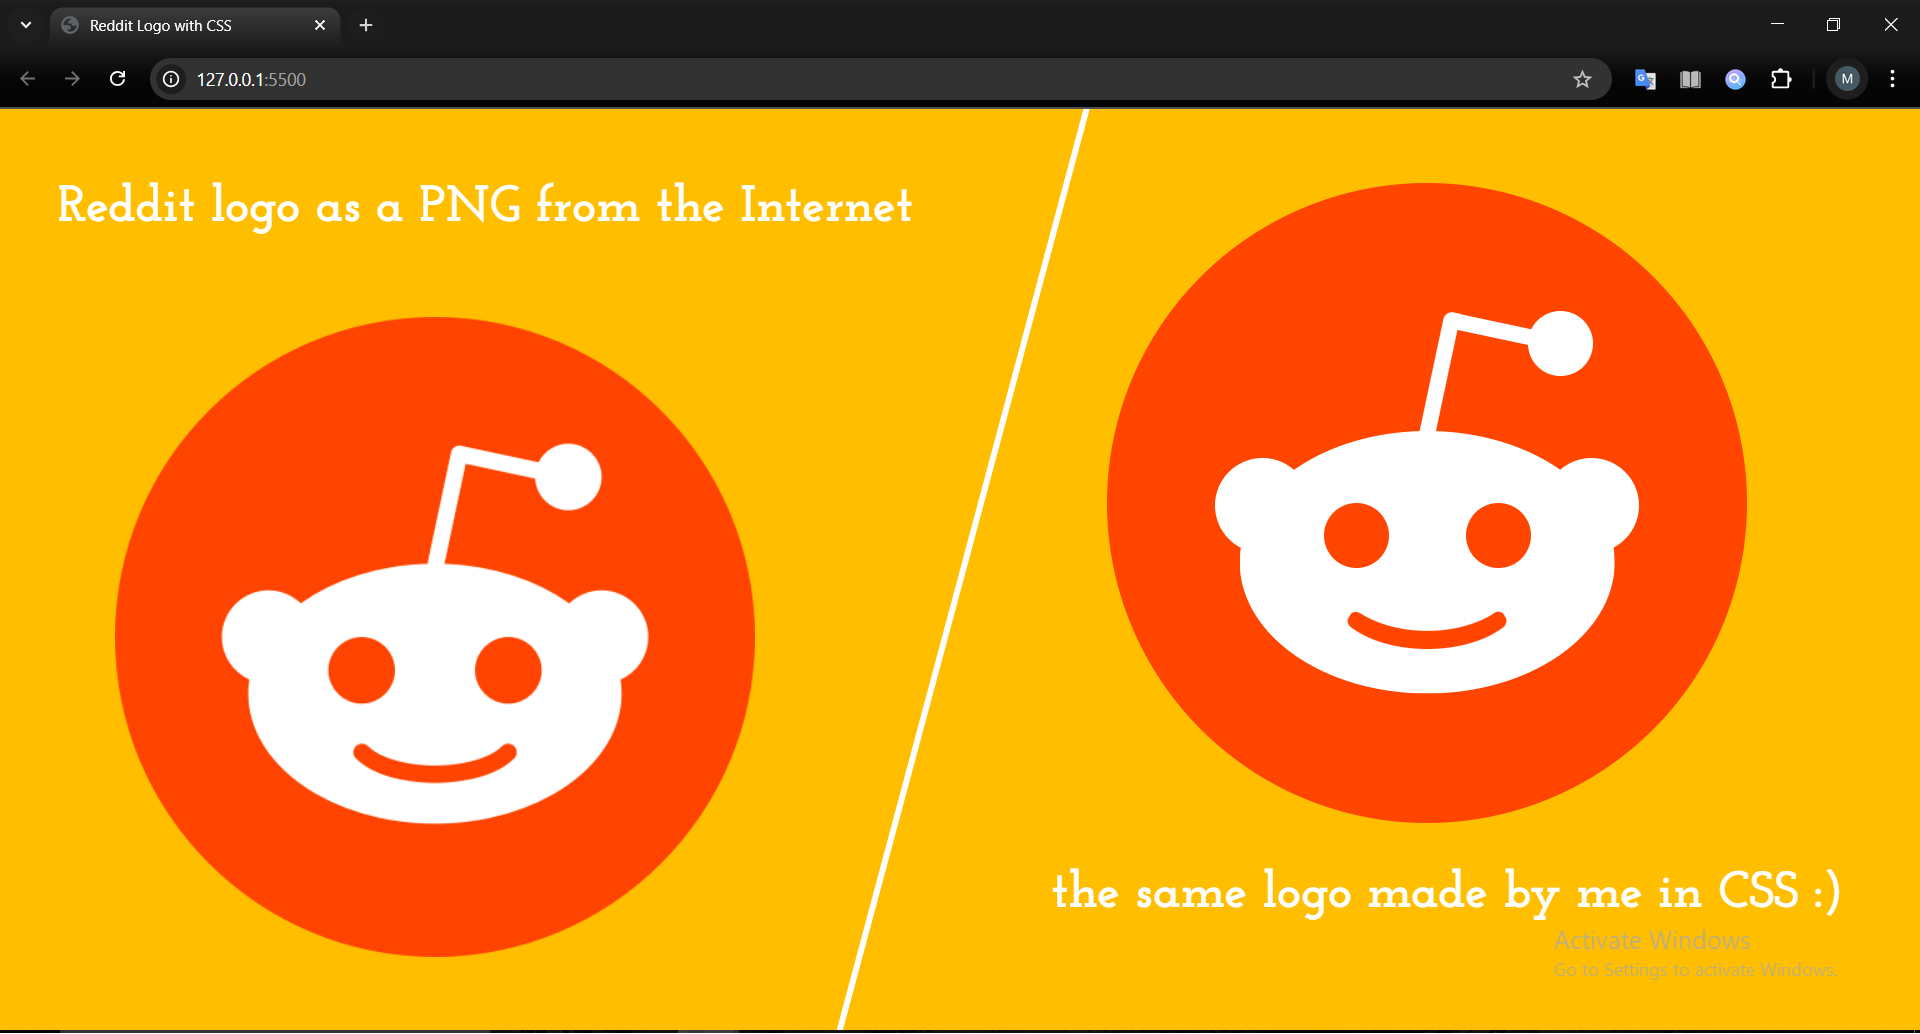 Reddit Logo with CSS
127.0.0.1:5500
M
Reddit logo as a PNG from the Internet
the same logo made by me in CSS :)
Activate Windows
Go to Settings to activate Windows.